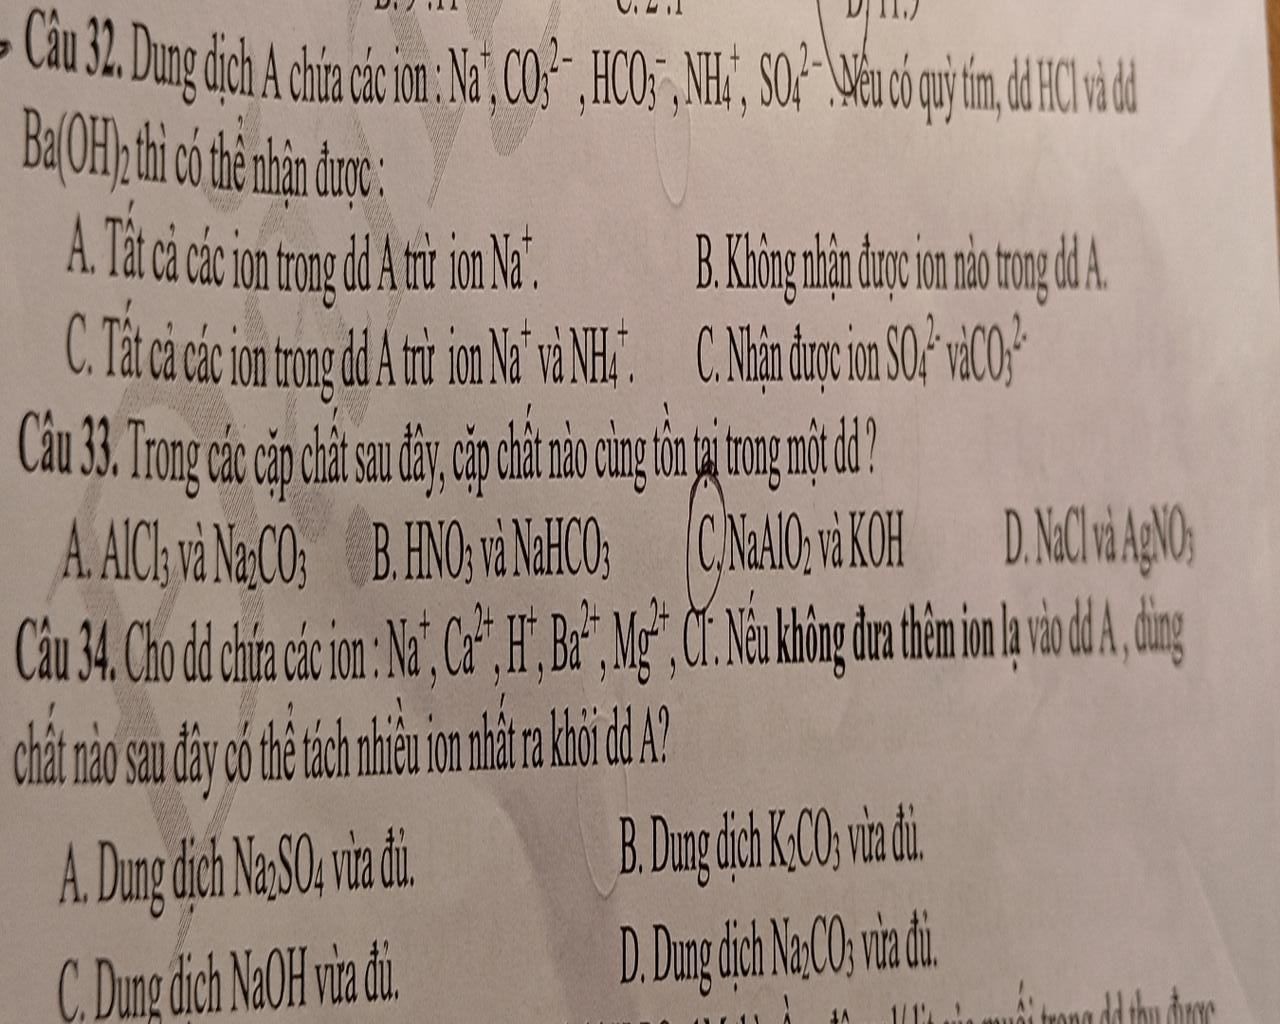 Câu 32. Dung dịch A chứa các ion : Na⁺, CO₃²⁻ , HCO₃⁻, NH₄⁺, SO₄²⁻ . Nếu có quỳ tím, dd HCl và dd
Ba(OH)₂ thì có thể nhận được :
A. Tất cả các ion trong dd A trừ ion Na⁺. B. Không nhận được ion nào trong dd A.
C. Tất cả các ion trong dd A trừ ion Na⁺ và NH₄⁺. C. Nhận được ion SO₄²⁻ vàCO₃²⁻
Câu 33. Trong các cặp chất sau đây, cặp chất nào cùng tồn tại trong một dd ?
A. AlCl₃ và Na₂CO₃ B. HNO₃ và NaHCO₃ C. NaAlO₂ và KOH D. NaCl và AgNO₃
Câu 34. Cho dd chứa các ion : Na⁺, Ca²⁺, H⁺, Ba²⁺, Mg²⁺, Cl⁻. Nếu không đưa thêm ion lạ vào dd A , dùng
chất nào sau đây có thể tách nhiều ion nhất ra khỏi dd A?
A. Dung dịch Na₂SO₄ vừa đủ. B. Dung dịch K₂CO₃ vừa đủ.
C. Dung dịch NaOH vừa đủ. D. Dung dịch Na₂CO₃ vừa đủ.
muối trong dd thu được